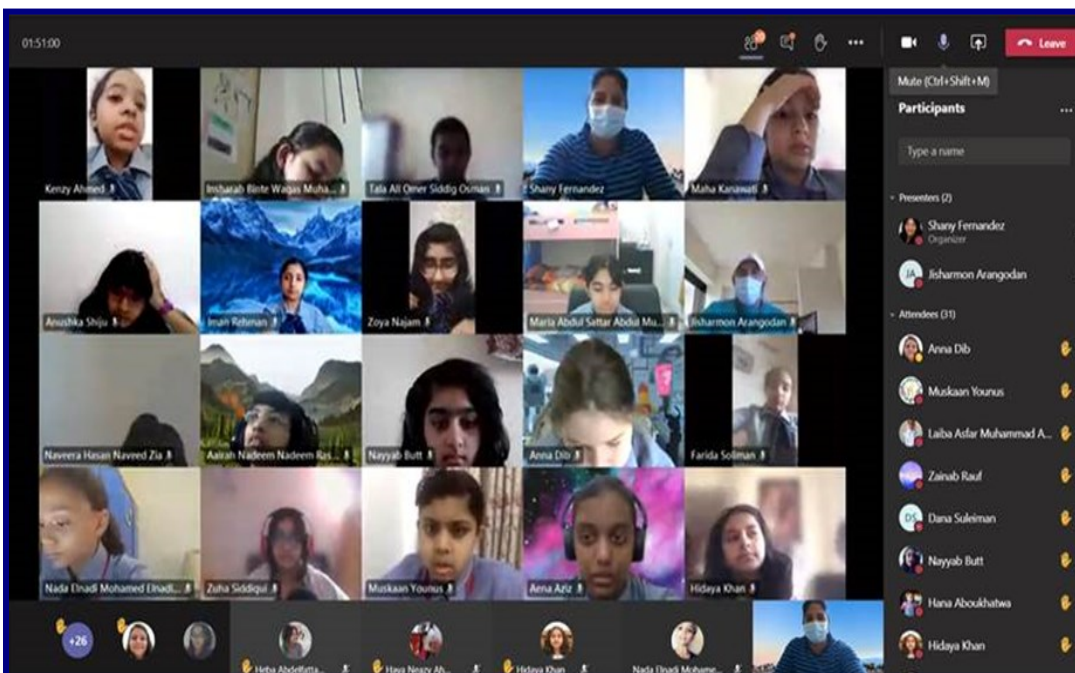 01:51:00
Leave
Mute (Ctrl+Shift+M)
Participants
Type a name
Presenters (2)
Shany Fernandez
Organizer
JA
Jisharmon Arangodan
Attendees (31)
Anna Dib
Muskaan Younus
Laiba Asfar Muhammad A...
Zainab Rauf
DS
Dana Suleiman
Nayyab Butt
Hana Aboukhatwa
Hidaya Khan
Kenzy Ahmed
Insharah Binte Waqas Muha...
Tala Ali Omer Siddig Osman
Shany Fernandez
Maha Kanawati
Anushka Shiju
Iman Rehman
Zoya Najam
Maria Abdul Sattar Abdul Mu...
Jisharmon Arangodan
Naveera Hasan Naveed Zia
Aairah Nadeem Nadeem Ras...
Nayyab Butt
Anna Dib
Farida Soliman
Nada Elnadi Mohamed Elnadi...
Zuha Siddiqui
Muskaan Younus
Aena Aziz
Hidaya Khan
+26
Heba Abdelfatta...
Haya Neazy Ah...
Hidaya Khan
Nada Elnadi Mohame...